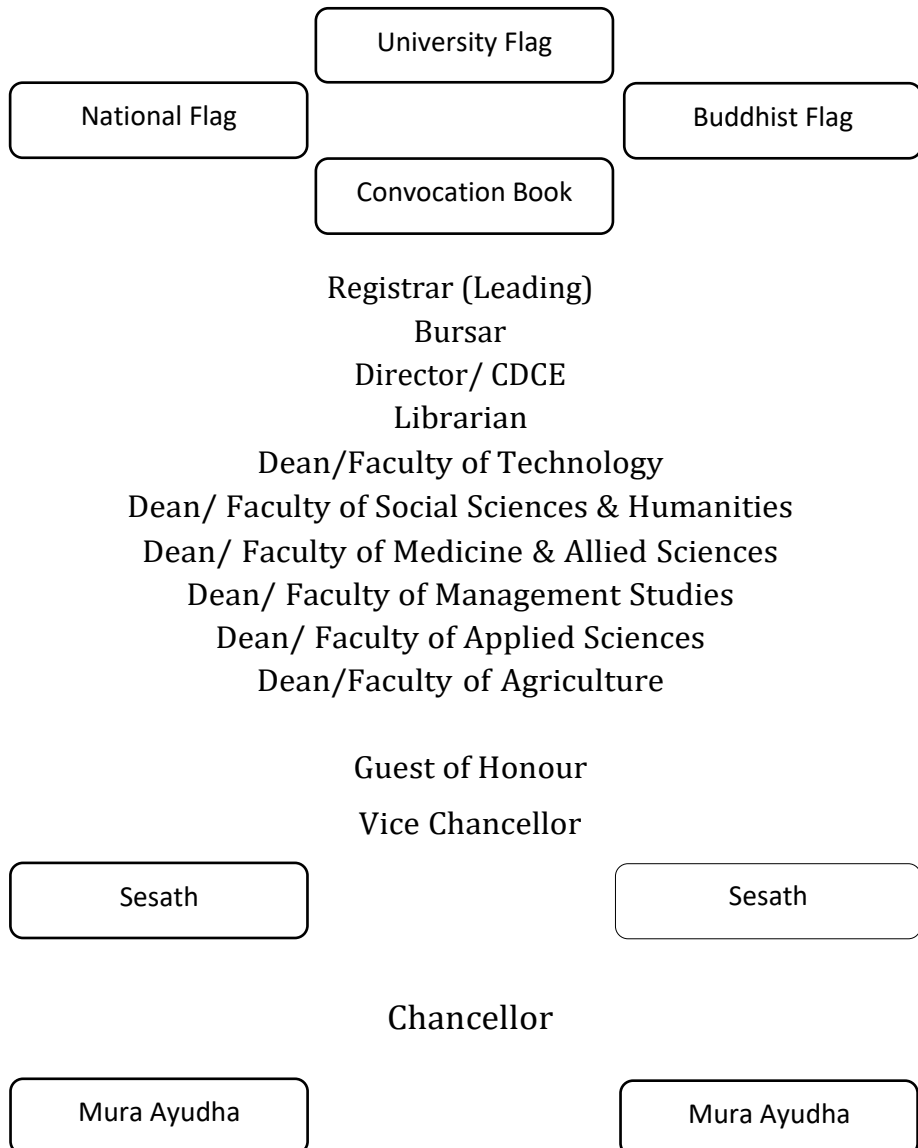 University Flag
National Flag
Buddhist Flag
Convocation Book
Registrar (Leading)
Bursar
Director/ CDCE
Librarian
Dean/Faculty of Technology
Dean/ Faculty of Social Sciences & Humanities
Dean/ Faculty of Medicine & Allied Sciences
Dean/ Faculty of Management Studies
Dean/ Faculty of Applied Sciences
Dean/Faculty of Agriculture
Guest of Honour
Vice Chancellor
Sesath
Sesath
Chancellor
Mura Ayudha
Mura Ayudha